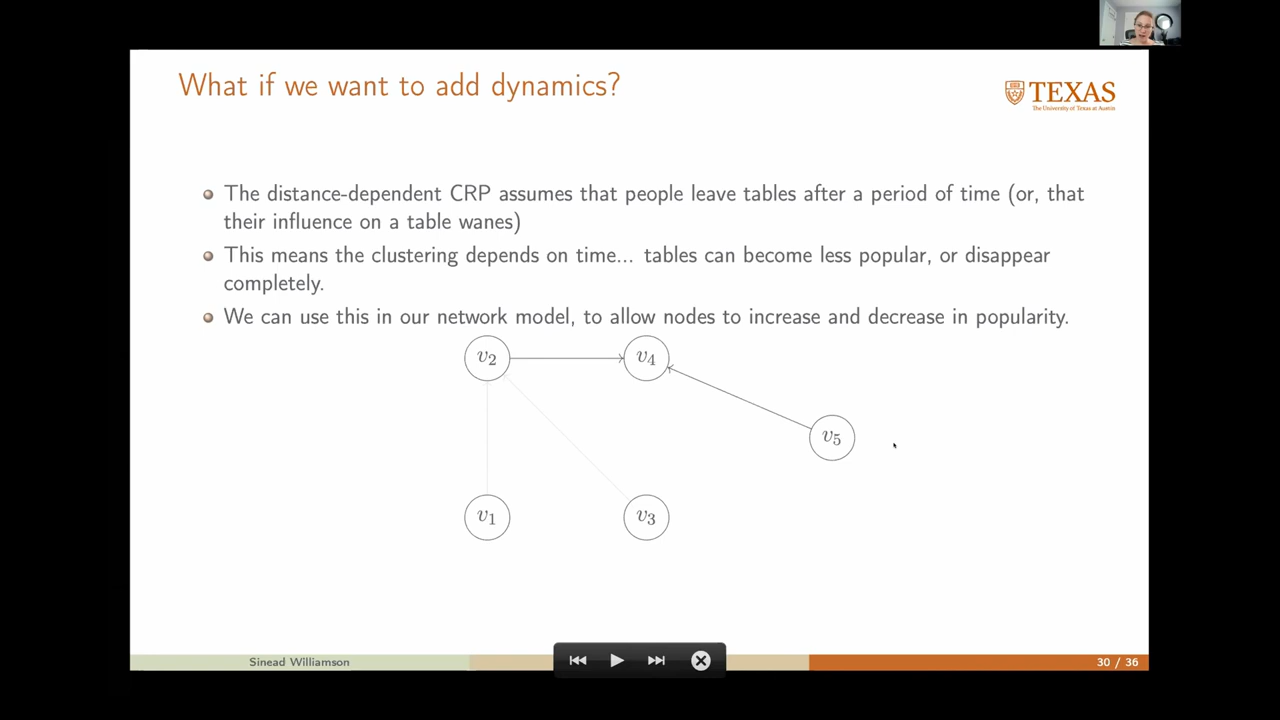 What if we want to add dynamics?
TEXAS
The University of Texas at Austin
The distance-dependent CRP assumes that people leave tables after a period of time (or, that
their influence on a table wanes)
This means the clustering depends on time... tables can become less popular, or disappear
completely.
We can use this in our network model, to allow nodes to increase and decrease in popularity.
v2
v4
v5
v1
v3
Sinead Williamson
30 / 36